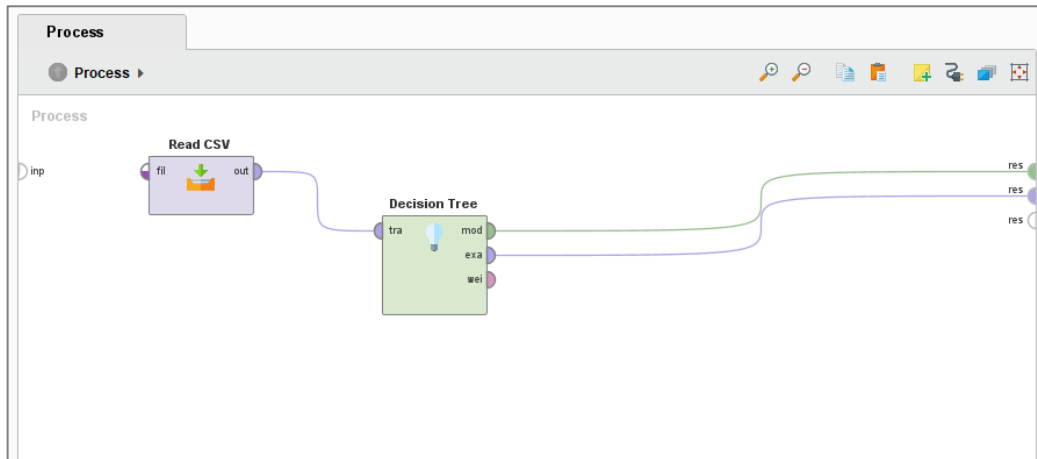 Process
Process
Process
Read CSV
inp
fil
out
res
res
res
Decision Tree
tra
mod
exa
wei